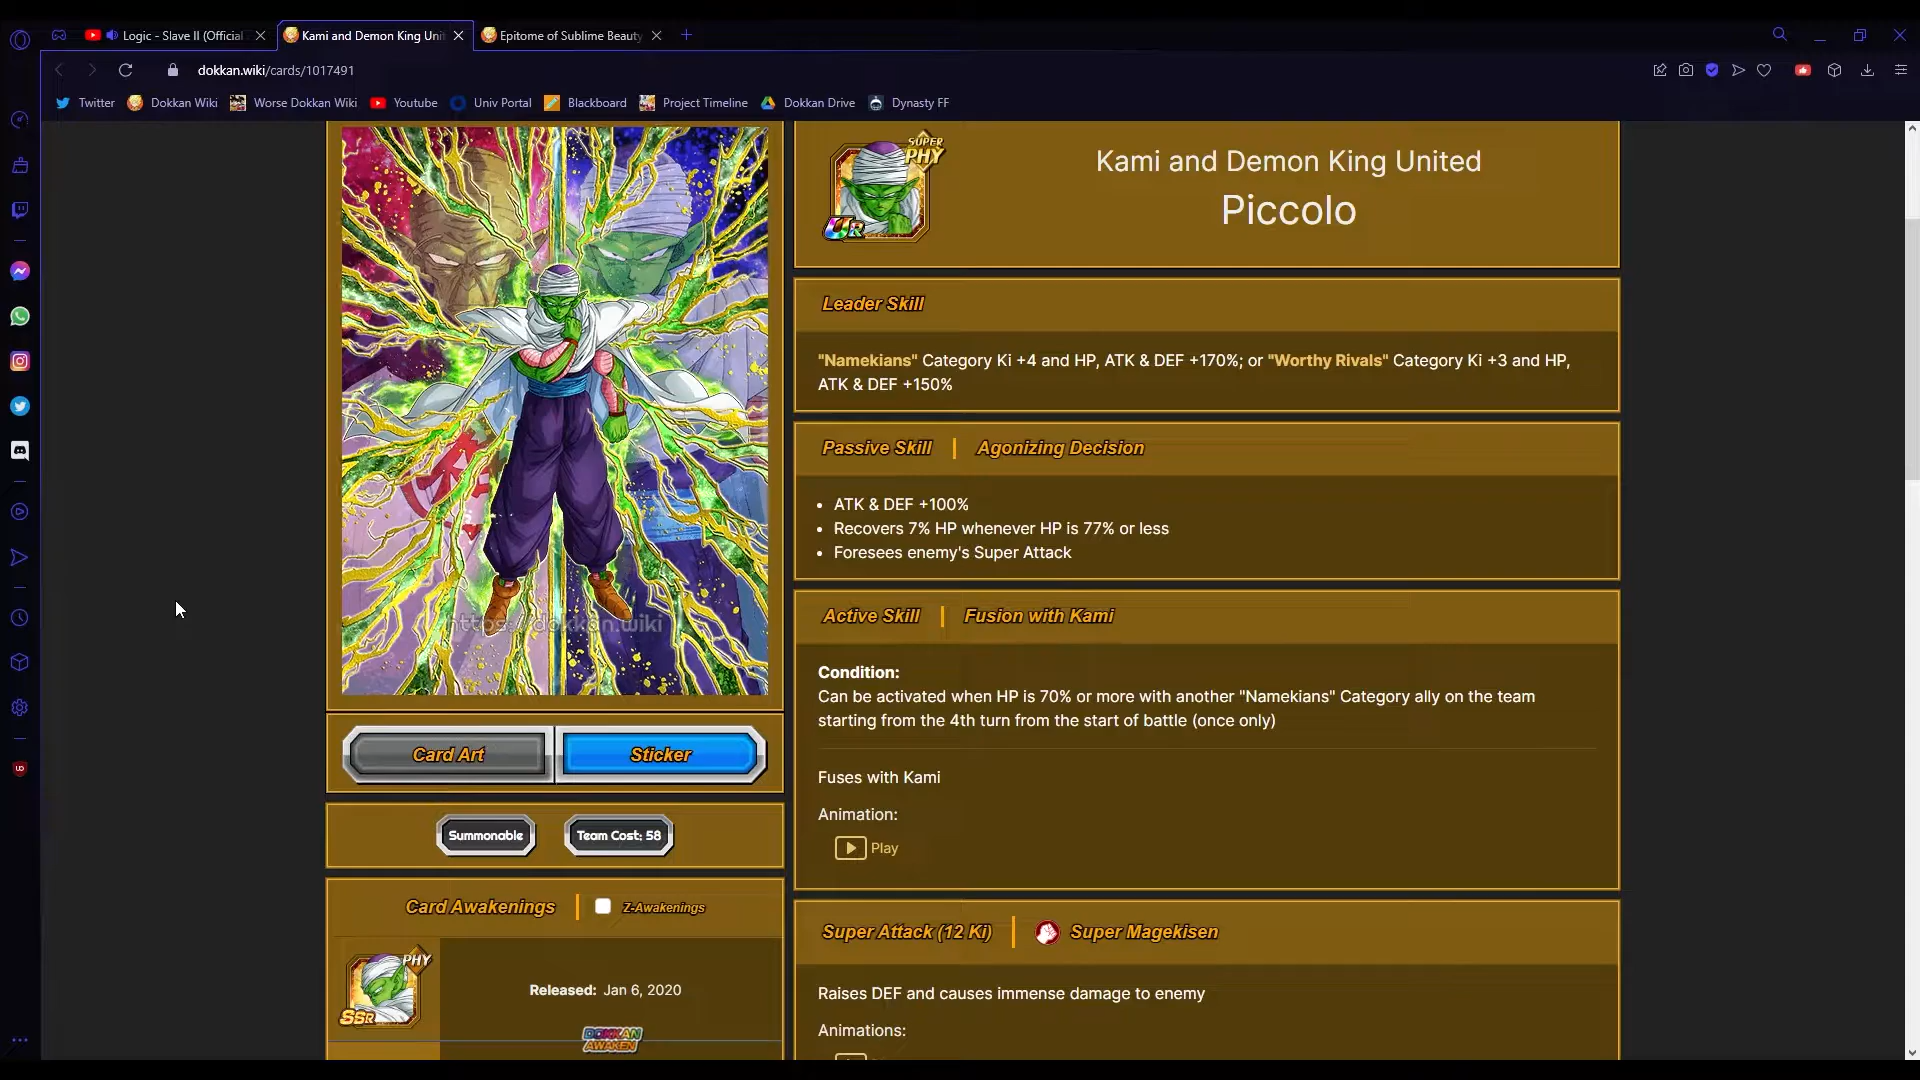 Logic - Slave II (Official
Kami and Demon King Unit
Epitome of Sublime Beauty
dokkan.wiki/cards/1017491
Twitter
Dokkan Wiki
Worse Dokkan Wiki
Youtube
Univ Portal
Blackboard
Project Timeline
Dokkan Drive
Dynasty FF
SUPER
PHY
UR
Kami and Demon King United
Piccolo
Leader Skill
"Namekians" Category Ki +4 and HP, ATK & DEF +170%; or "Worthy Rivals" Category Ki +3 and HP,
ATK & DEF +150%
Passive Skill
Agonizing Decision
• ATK & DEF +100%
• Recovers 7% HP whenever HP is 77% or less
• Foresees enemy's Super Attack
Active Skill
Fusion with Kami
Condition:
Can be activated when HP is 70% or more with another "Namekians" Category ally on the team
starting from the 4th turn from the start of battle (once only)
Fuses with Kami
Animation:
Play
Super Attack (12 Ki)
Super Magekisen
Raises DEF and causes immense damage to enemy
Animations:
https://dokkan.wiki
Card Art
Sticker
Summonable
Team Cost: 58
Card Awakenings
Z-Awakenings
PHY
SSR
Released: Jan 6, 2020
DOKKAN
AWAKEN